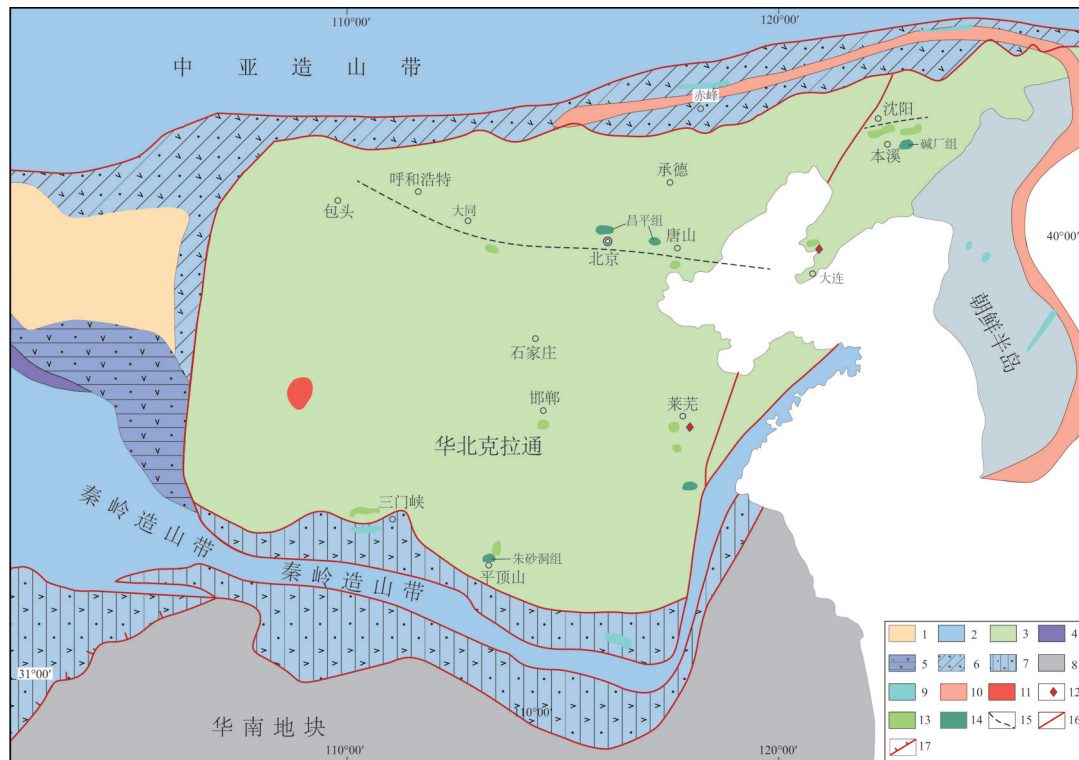 110°00′
120°00′
中亚造山带
赤峰
沈阳
本溪
碱厂组
承德
呼和浩特
包头
大同
昌平组
唐山
北京
40°00′
大连
朝鲜半岛
石家庄
邯郸
莱芜
华北克拉通
三门峡
秦岭造山带
朱砂洞组
平顶山
秦岭造山带
31°00′
110°00′
华南地块
110°00′
120°00′
1 2 3 4
5 6 7 8
9 10 11 12
13 14 15 16
17